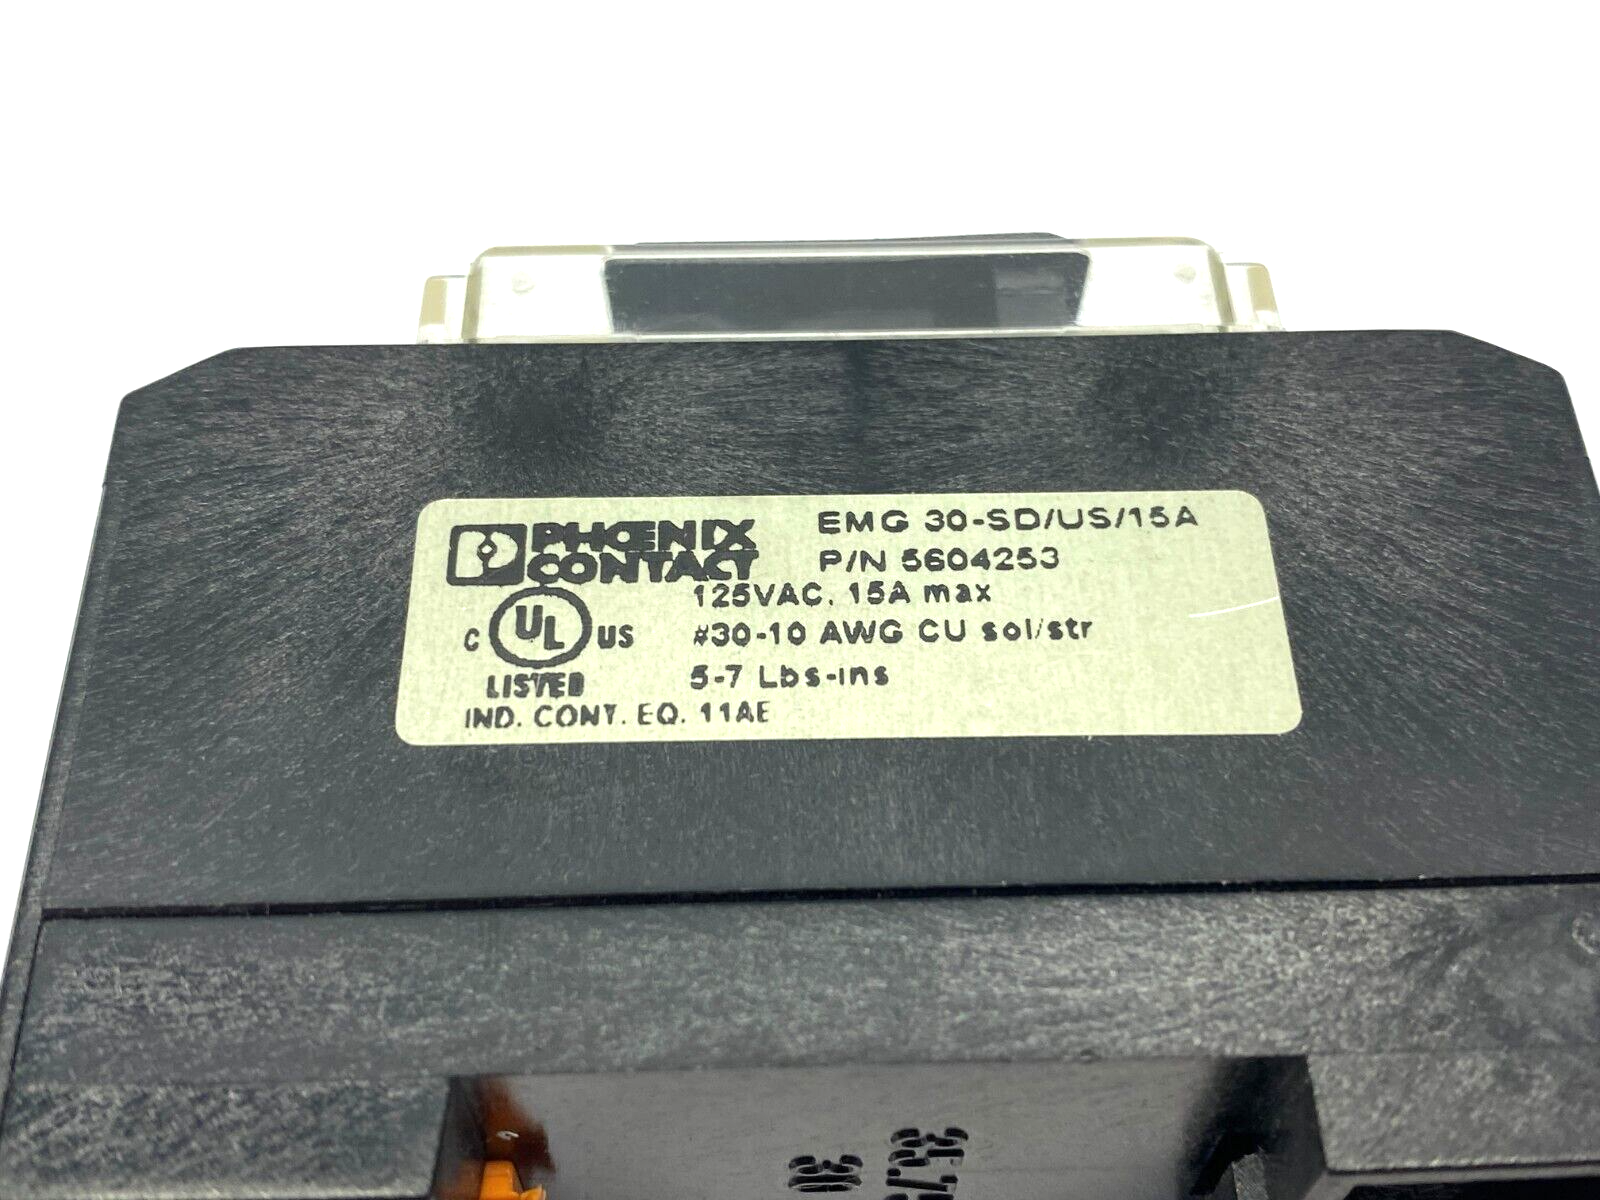 PHŒNIX
CONTACT
EMG 30-SD/US/15A
P/N 5604253
125VAC, 15A max
#30-10 AWG CU sol/str
5-7 Lbs-ins
C UL US
LISTED
IND. CONT. EQ. 11AE